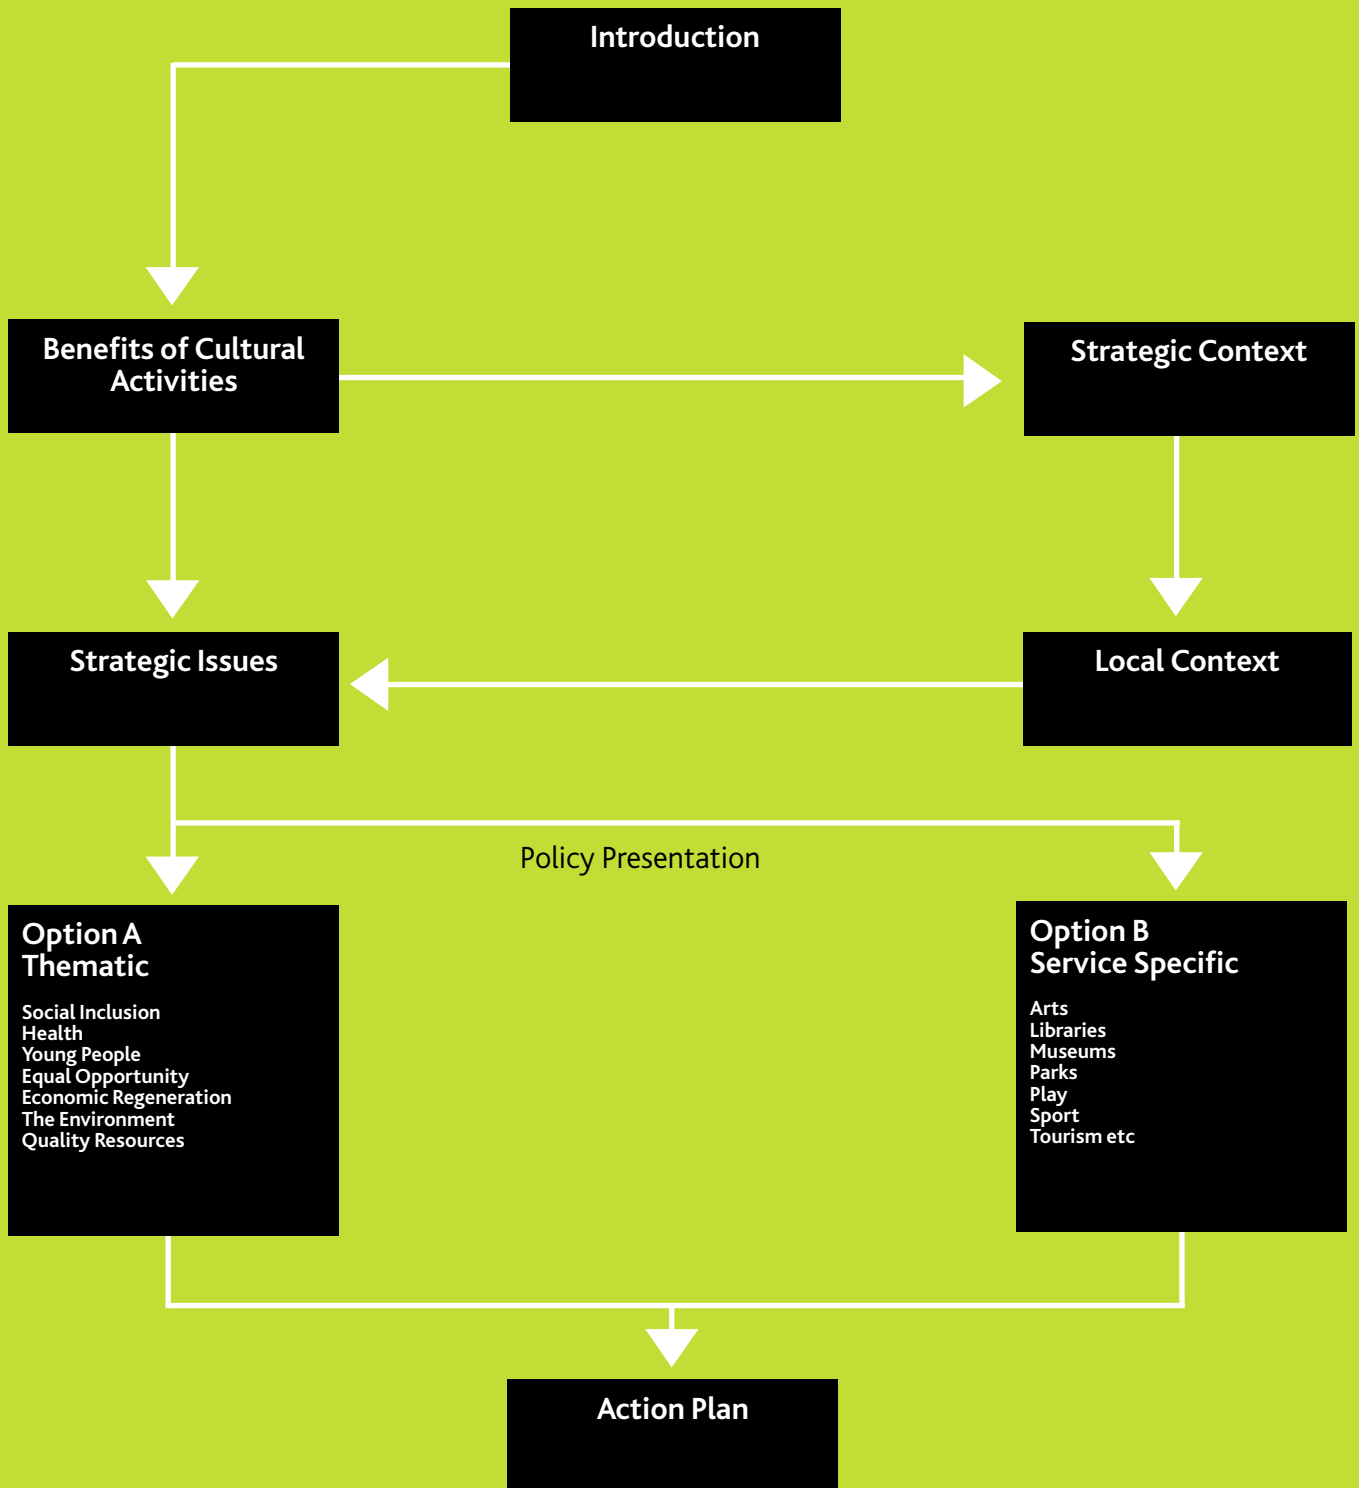 Introduction
Benefits of Cultural
Activities
Strategic Context
Strategic Issues
Local Context
Policy Presentation
Option A
Thematic
Social Inclusion
Health
Young People
Equal Opportunity
Economic Regeneration
The Environment
Quality Resources
Option B
Service Specific
Arts
Libraries
Museums
Parks
Play
Sport
Tourism etc
Action Plan